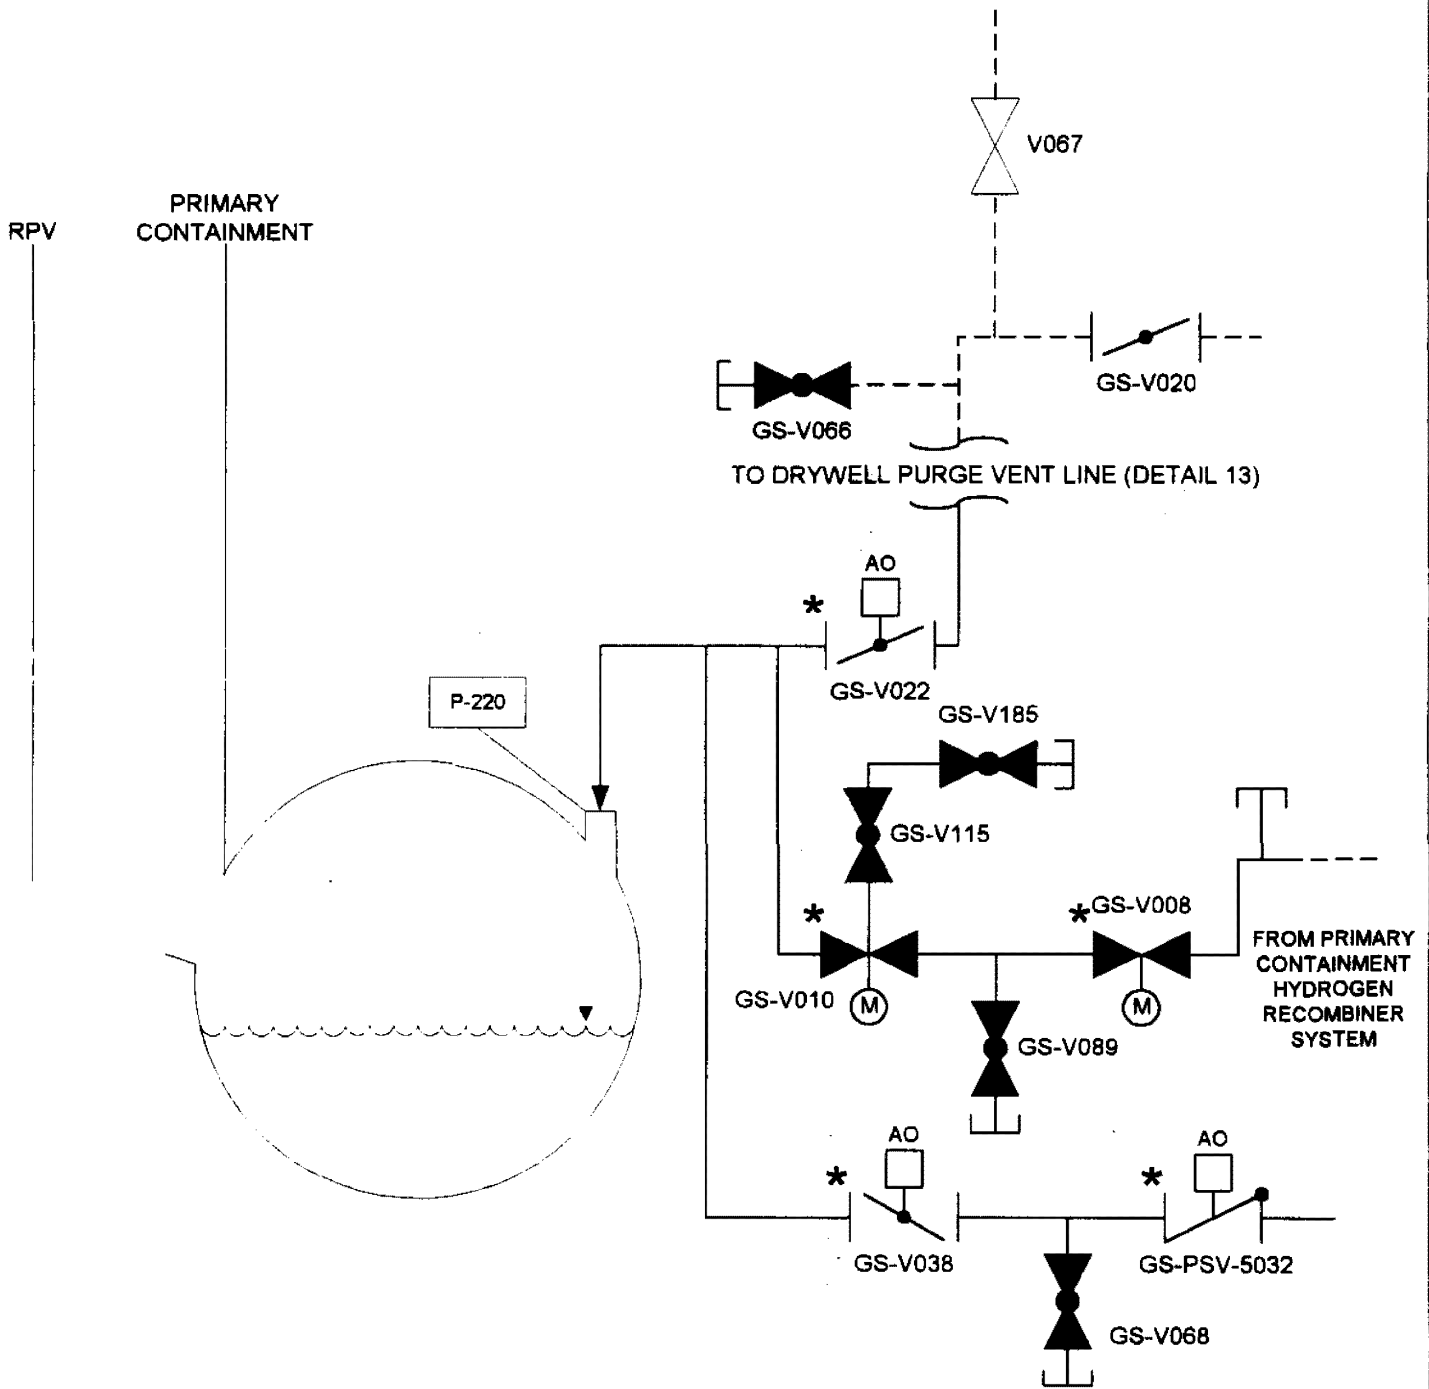 V067
PRIMARY
CONTAINMENT
RPV
GS-V020
GS-V066
TO DRYWELL PURGE VENT LINE (DETAIL 13)
AO
*
GS-V022
P-220
GS-V185
GS-V115
*
*GS-V008
GS-V010
M
M
FROM PRIMARY
CONTAINMENT
HYDROGEN
RECOMBINER
SYSTEM
GS-V089
AO
AO
*
*
GS-V038
GS-PSV-5032
GS-V068